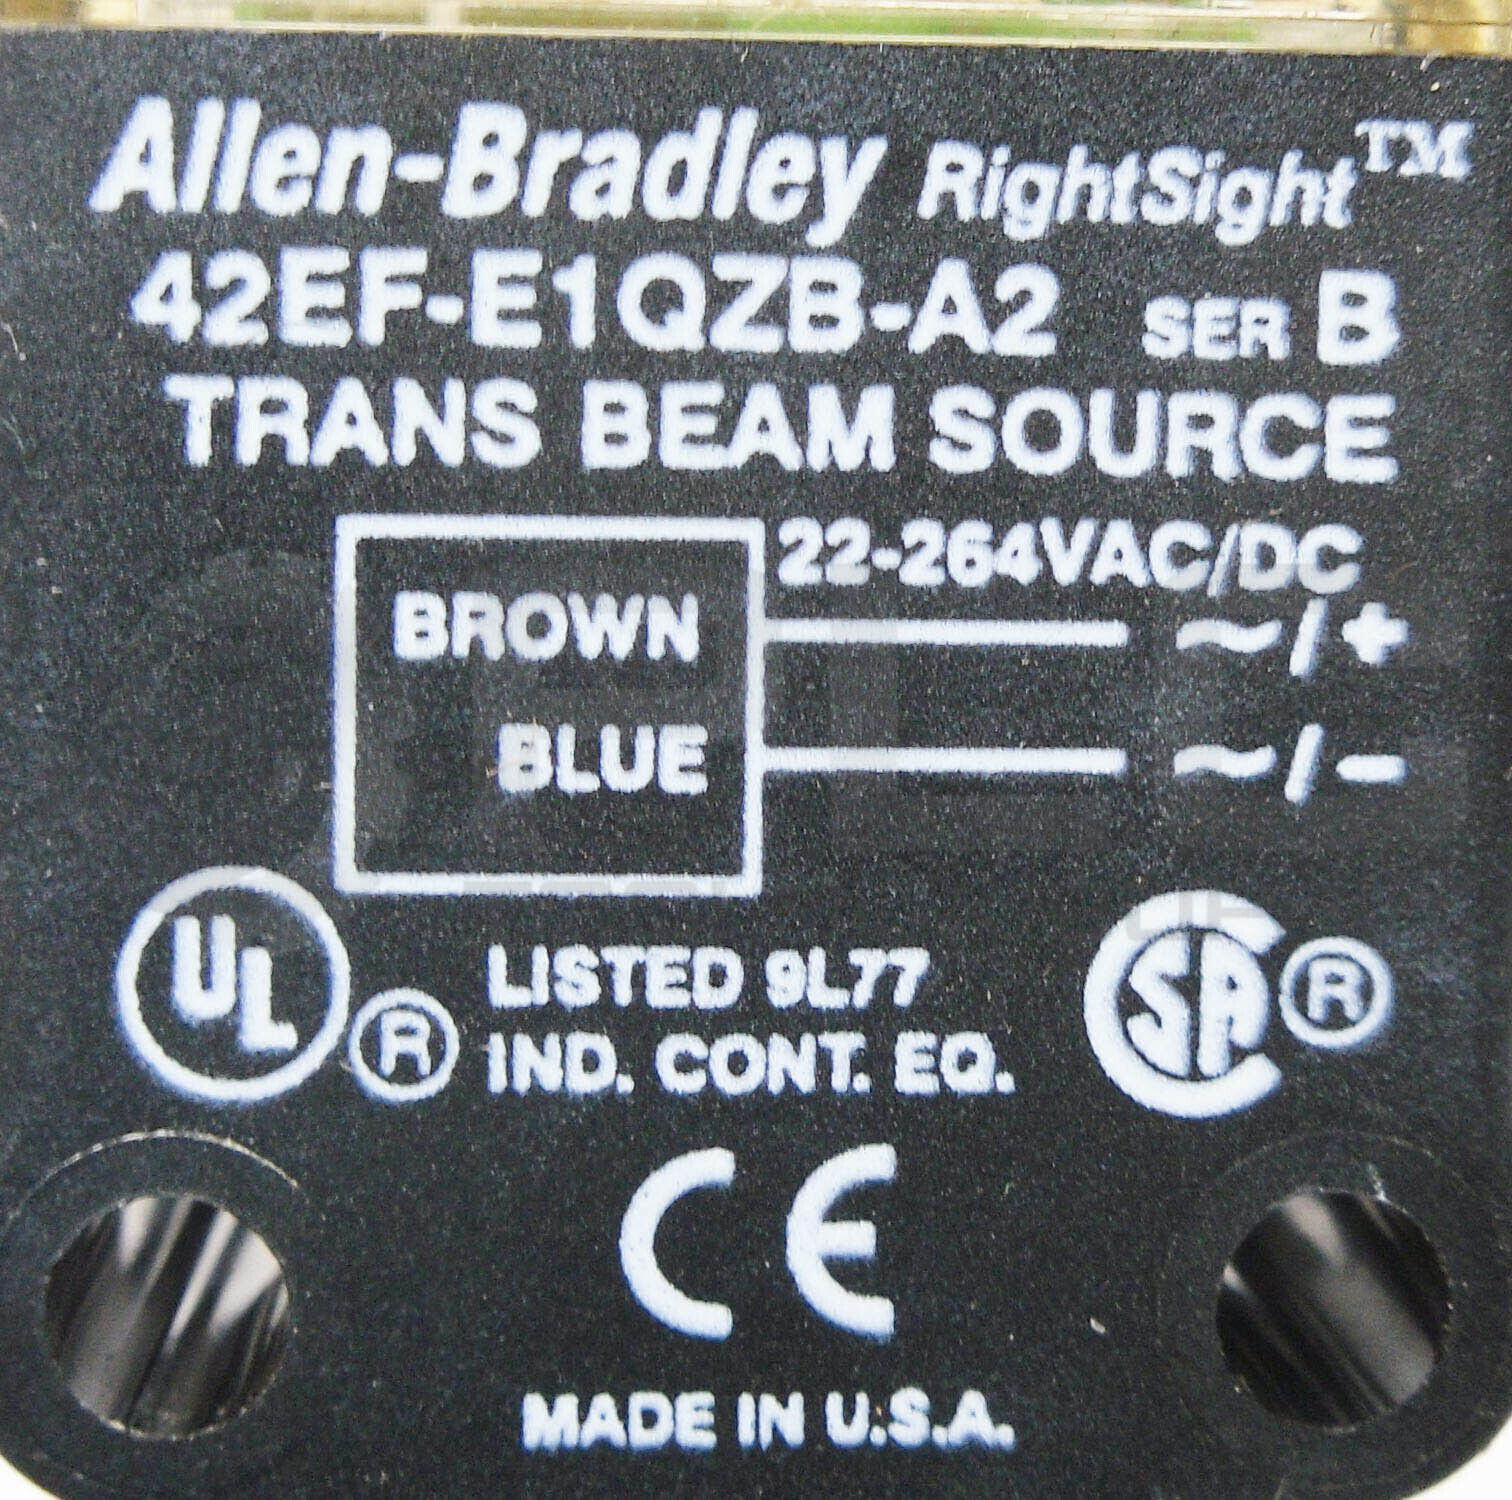 Allen-Bradley RightSight™
42EF-E1QZB-A2 SER B
TRANS BEAM SOURCE
22-264VAC/DC
BROWN ~/+
BLUE ~/-
UL® LISTED 9L77
IND. CONT. EQ.
CSA®
CE
MADE IN U.S.A.